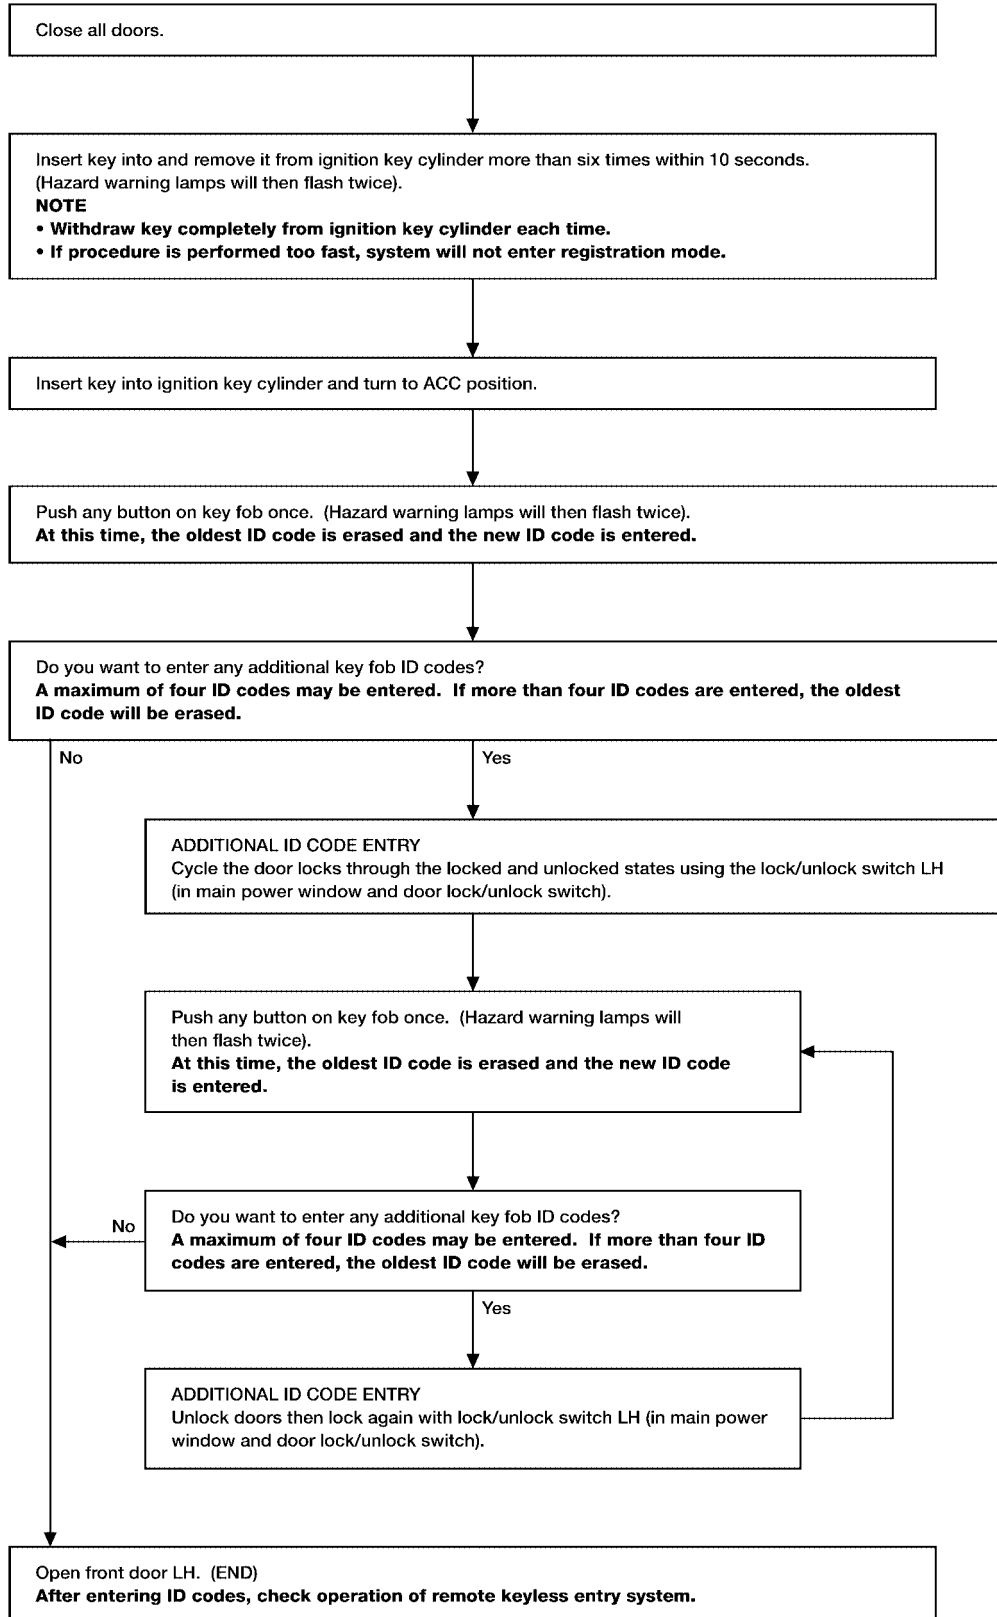 Close all doors.
Insert key into and remove it from ignition key cylinder more than six times within 10 seconds.
(Hazard warning lamps will then flash twice).
NOTE
• Withdraw key completely from ignition key cylinder each time.
• If procedure is performed too fast, system will not enter registration mode.
Insert key into ignition key cylinder and turn to ACC position.
Push any button on key fob once. (Hazard warning lamps will then flash twice).
At this time, the oldest ID code is erased and the new ID code is entered.
Do you want to enter any additional key fob ID codes?
A maximum of four ID codes may be entered. If more than four ID codes are entered, the oldest
ID code will be erased.
No
Yes
ADDITIONAL ID CODE ENTRY
Cycle the door locks through the locked and unlocked states using the lock/unlock switch LH
(in main power window and door lock/unlock switch).
Push any button on key fob once. (Hazard warning lamps will
then flash twice).
At this time, the oldest ID code is erased and the new ID code
is entered.
Do you want to enter any additional key fob ID codes?
A maximum of four ID codes may be entered. If more than four ID
codes are entered, the oldest ID code will be erased.
No
Yes
ADDITIONAL ID CODE ENTRY
Unlock doors then lock again with lock/unlock switch LH (in main power
window and door lock/unlock switch).
Open front door LH. (END)
After entering ID codes, check operation of remote keyless entry system.